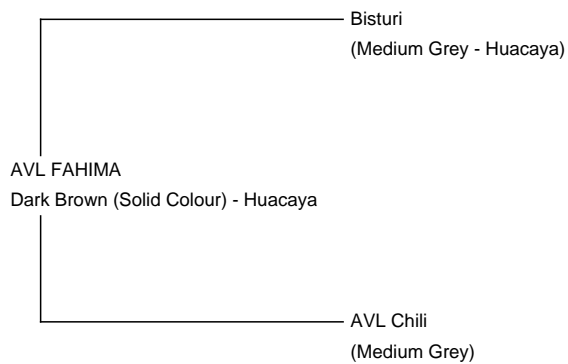 Bisturi
(Medium Grey - Huacaya)
AVL FAHIMA
Dark Brown (Solid Colour) - Huacaya
AVL Chili
(Medium Grey)